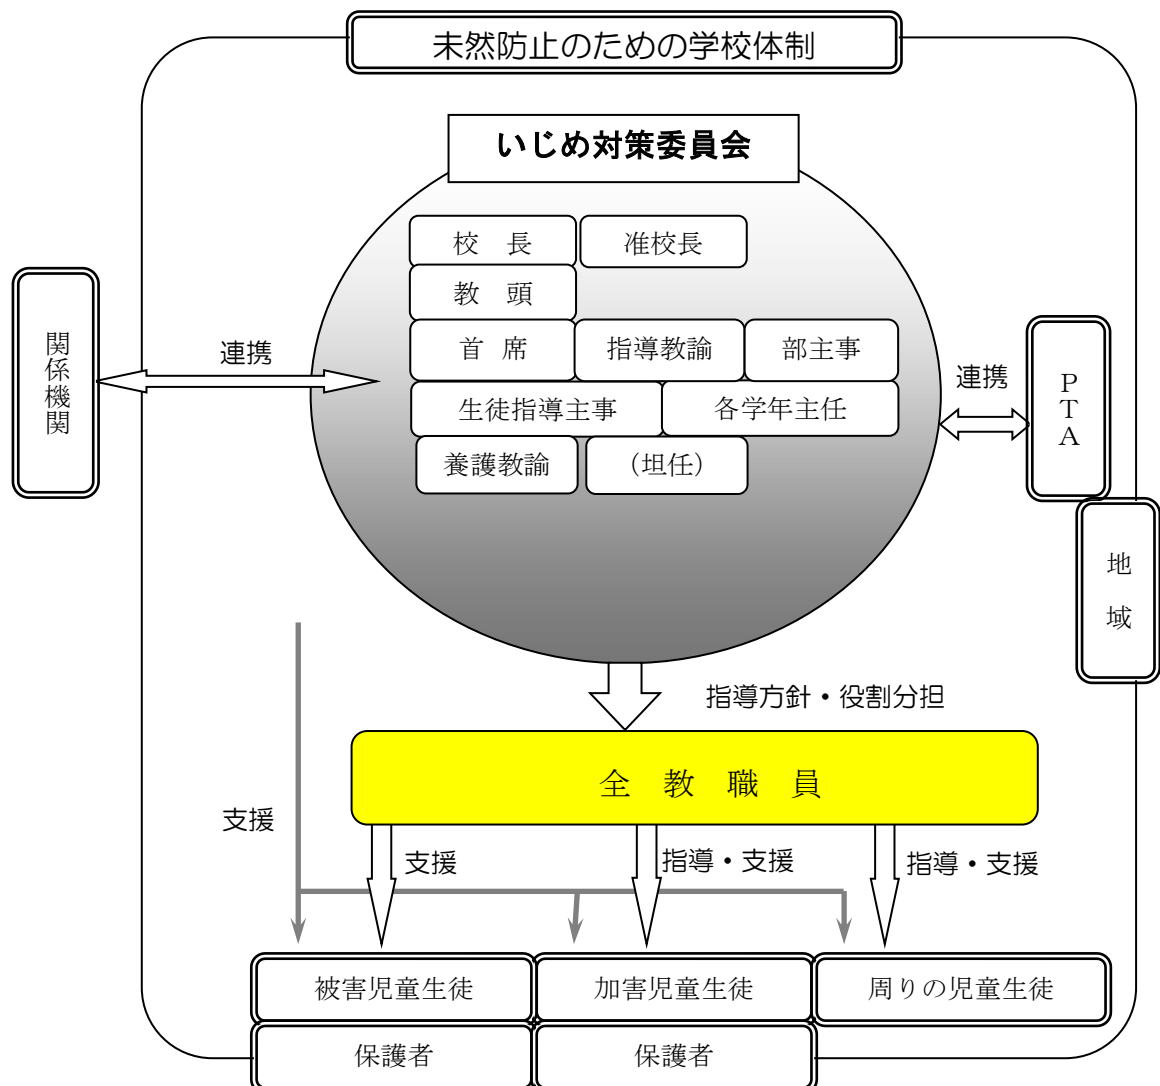 未然防止のための学校体制
いじめ対策委員会
校 長
准校長
教 頭
首 席
指導教諭
部主事
生徒指導主事
各学年主任
養護教諭
(担任)
関係機関
連携
連携
PTA
地域
指導方針・役割分担
全教職員
支援
支援
指導・支援
指導・支援
被害児童生徒
加害児童生徒
周りの児童生徒
保護者
保護者